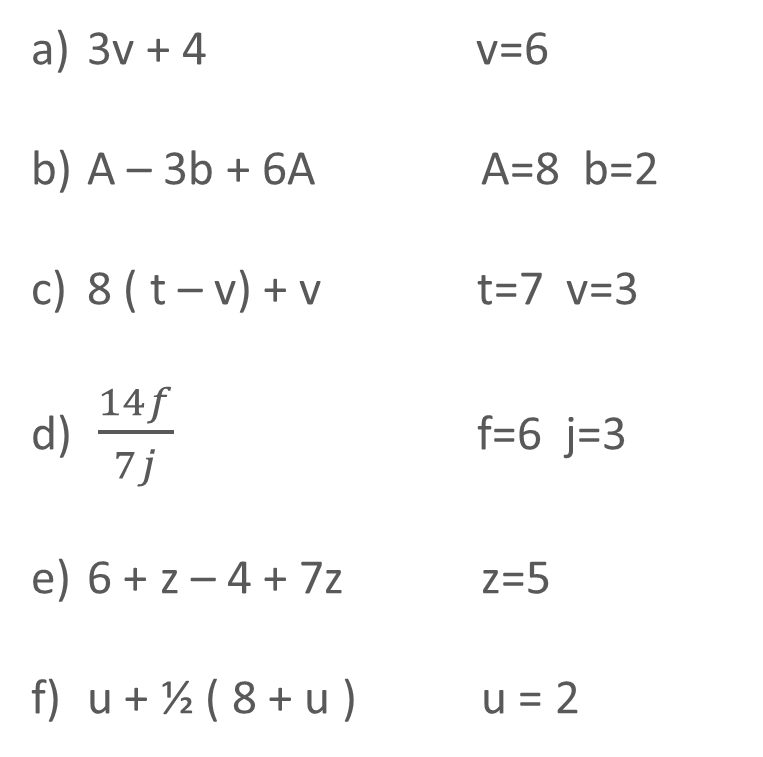 a) 3v + 4 v=6
b) A – 3b + 6A A=8 b=2
c) 8 ( t – v) + v t=7 v=3
d) 14f/7j f=6 j=3
e) 6 + z – 4 + 7z z=5
f) u + ½ ( 8 + u ) u = 2